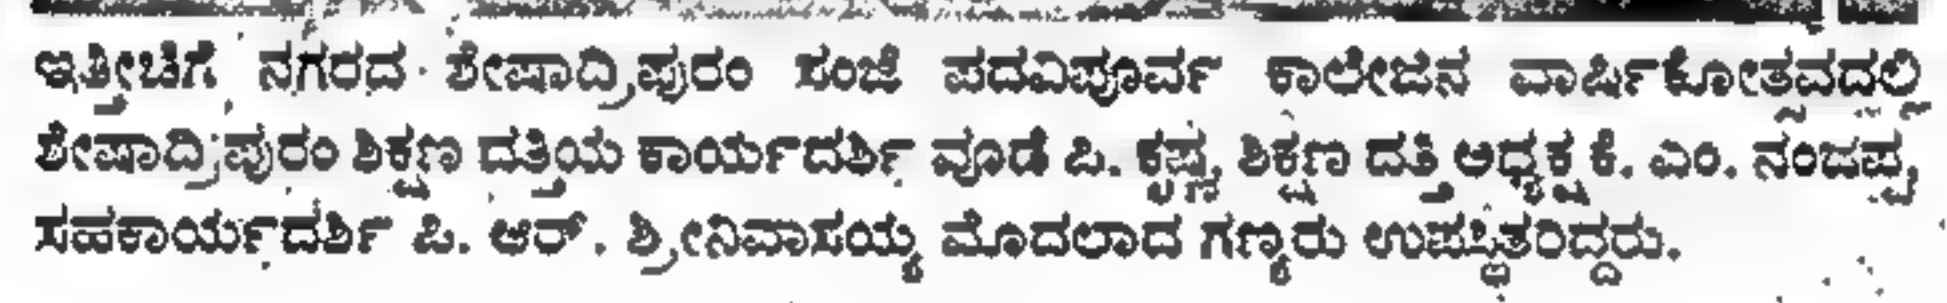 ಇತ್ತೀಚೆಗೆ ನಗರದ ಶೇಷಾದ್ರಿಪುರಂ ಸಂಜೆ ಪದವಿಪೂರ್ವ ಕಾಲೇಜಿನ ವಾರ್ಷಿಕೋತ್ಸವದಲ್ಲಿ
ಶೇಷಾದ್ರಿಪುರಂ ಶಿಕ್ಷಣ ದತ್ತಿಯ ಕಾರ್ಯದರ್ಶಿ ವೂಡೆ ಪಿ. ಕೃಷ್ಣ, ಶಿಕ್ಷಣ ದತ್ತಿ ಅಧ್ಯಕ್ಷ ಕೆ. ಎಂ. ನಂಜಪ್ಪ,
ಸಹಕಾರ್ಯದರ್ಶಿ ಪಿ. ಆರ್. ಶ್ರೀನಿವಾಸಯ್ಯ ಮೊದಲಾದ ಗಣ್ಯರು ಉಪಸ್ಥಿತರಿದ್ದರು.